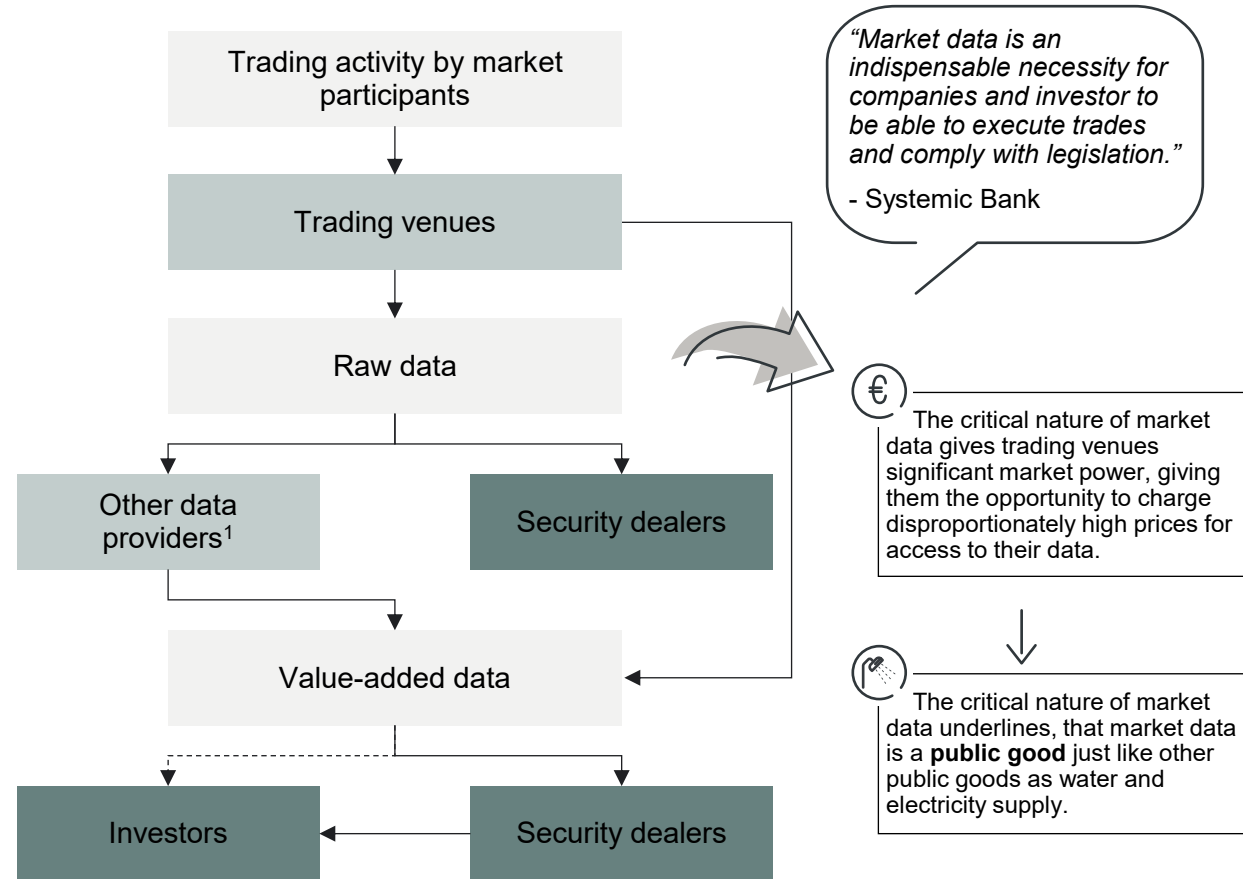 Trading activity by market
participants
Trading venues
Raw data
Other data
providers¹
Security dealers
Value-added data
Investors
Security dealers
“Market data is an
indispensable necessity for
companies and investor to
be able to execute trades
and comply with legislation.”
- Systemic Bank
€
The critical nature of market
data gives trading venues
significant market power, giving
them the opportunity to charge
disproportionately high prices for
access to their data.
The critical nature of market
data underlines, that market data
is a public good just like other
public goods as water and
electricity supply.